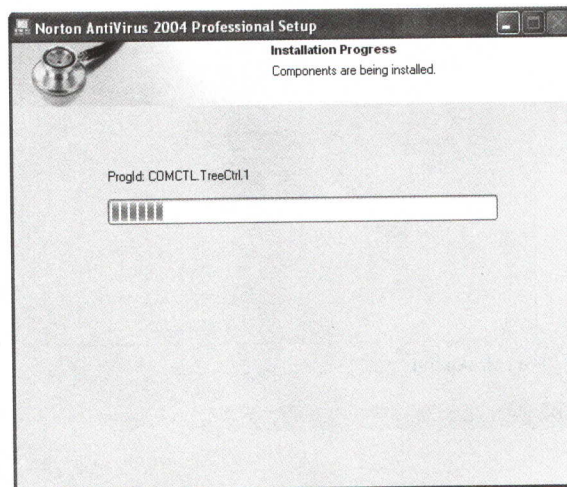 Norton AntiVirus 2004 Professional Setup
Installation Progress
Components are being installed.
ProgId: COMCTL.TreeCtrl.1